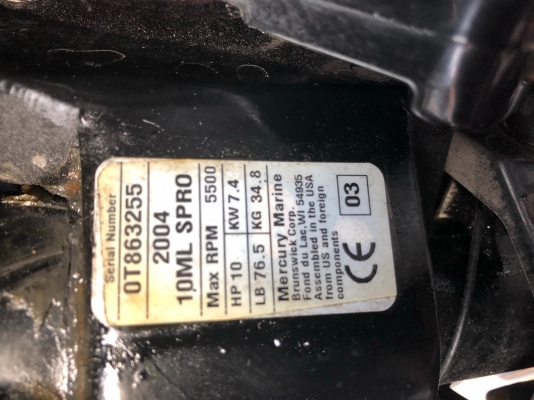 Serial Number
0T863255
2004
10ML SPRO
Max RPM 5500
HP 10 KW 7.4
LB 76.5 KG 34.8
Mercury Marine
Brunswick Corp.
Fond du Lac, WI 54935
Assembled in the USA
from US and foreign
components
CE 03